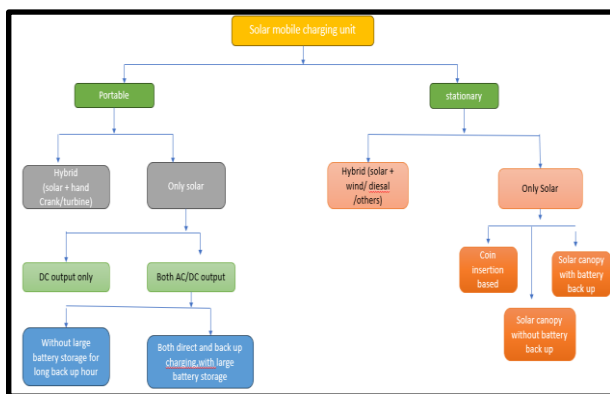 Solar mobile charging unit
Portable
stationary
Hybrid
(solar + hand
Crank/turbine)
Only solar
Hybrid (solar +
wind/ diesal
/others)
Only Solar
DC output only
Both AC/DC output
Coin
insertion
based
Solar canopy
with battery
back up
Solar canopy
without battery
back up
Without large
battery storage for
long back up hour
Both direct and back up
charging,with large
battery storage